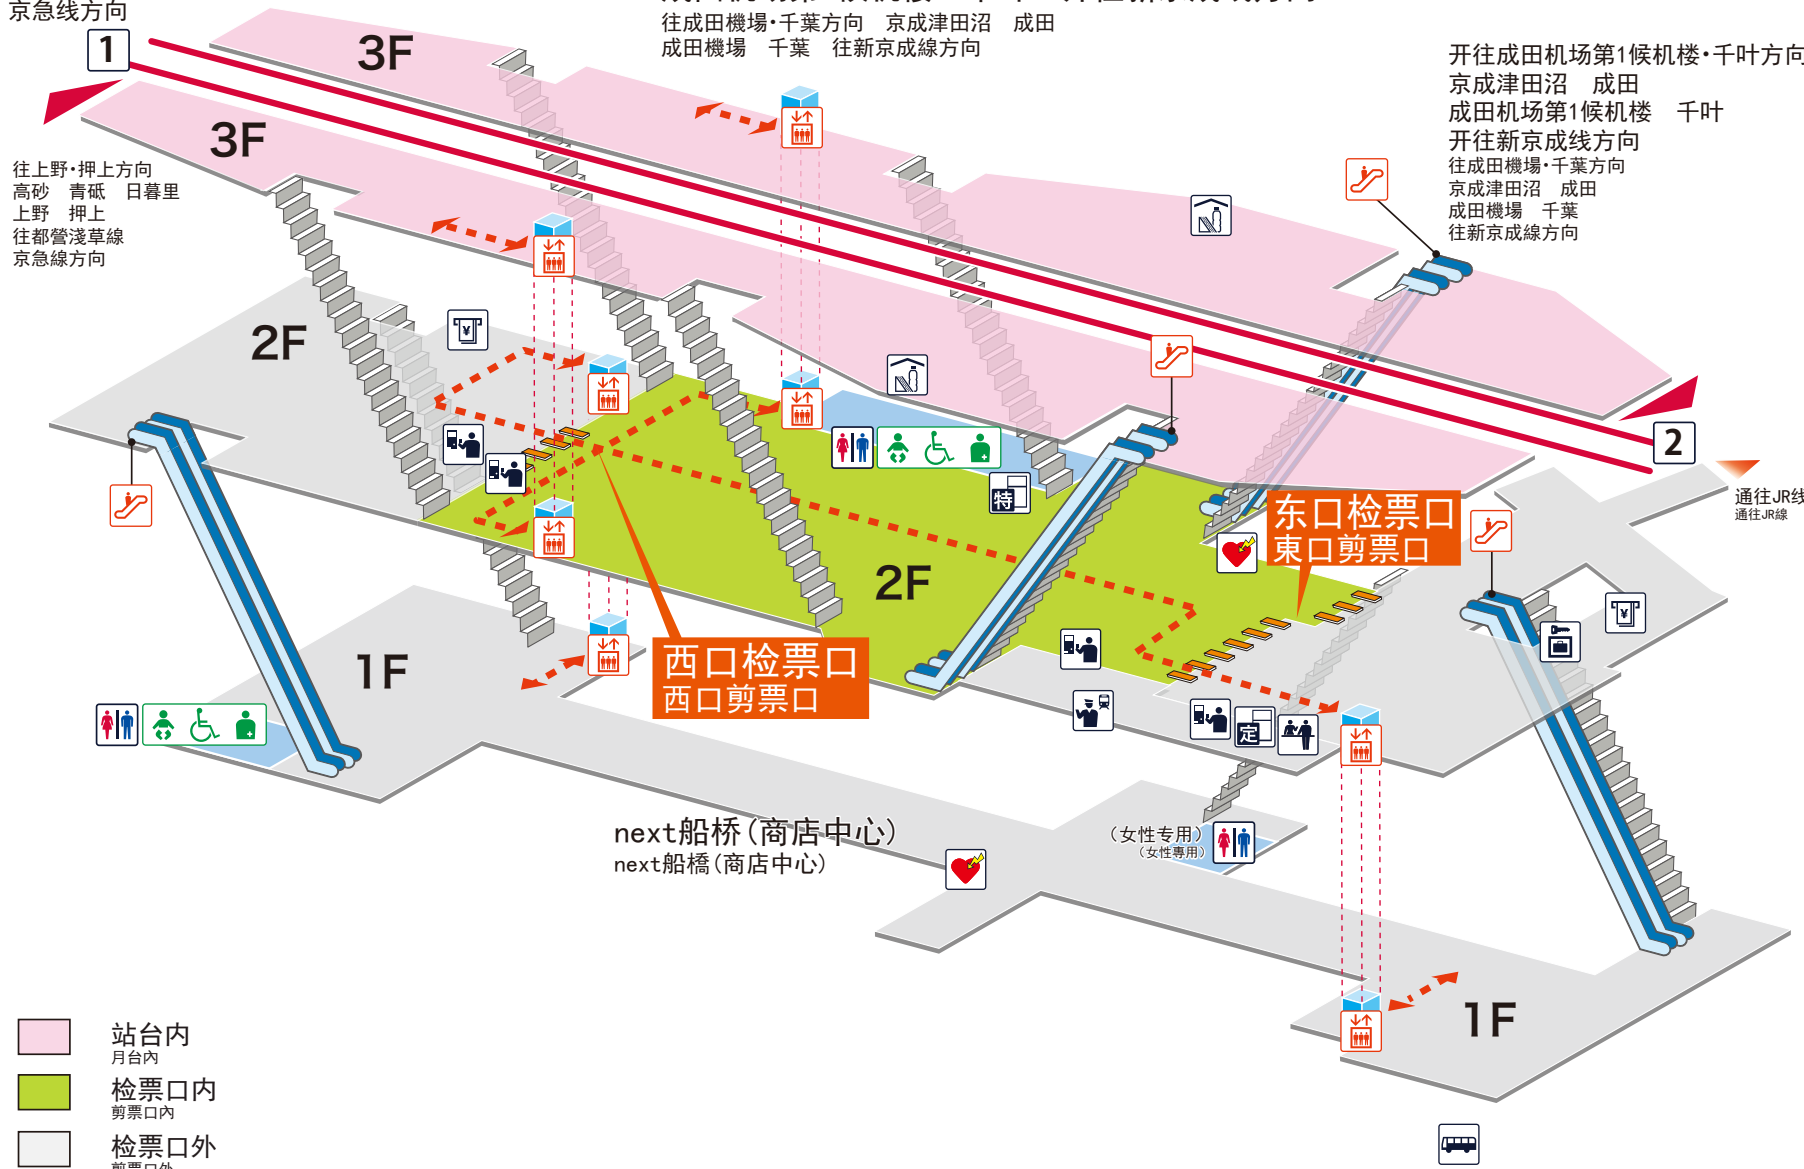 京急线方向
1
往上野･押上方向
高砂　青砥　日暮里
上野　押上
往都營淺草線
京急線方向
往成田機場･千葉方向　京成津田沼　成田
成田機場　千葉　往新京成線方向
开往成田机场第1候机楼･千叶方向
京成津田沼　成田
成田机场第1候机楼　千叶
开往新京成线方向
往成田機場･千葉方向
京成津田沼　成田
成田機場　千葉
往新京成線方向
3F
3F
2F
¥
特
2
通往JR线
通往JR線
东口检票口
東口剪票口
2F
¥
西口检票口
西口剪票口
1F
定
next船桥(商店中心)
next船橋(商店中心)
(女性专用)
(女性專用)
1F
站台内
月台內
检票口内
剪票口內
检票口外
剪票口外